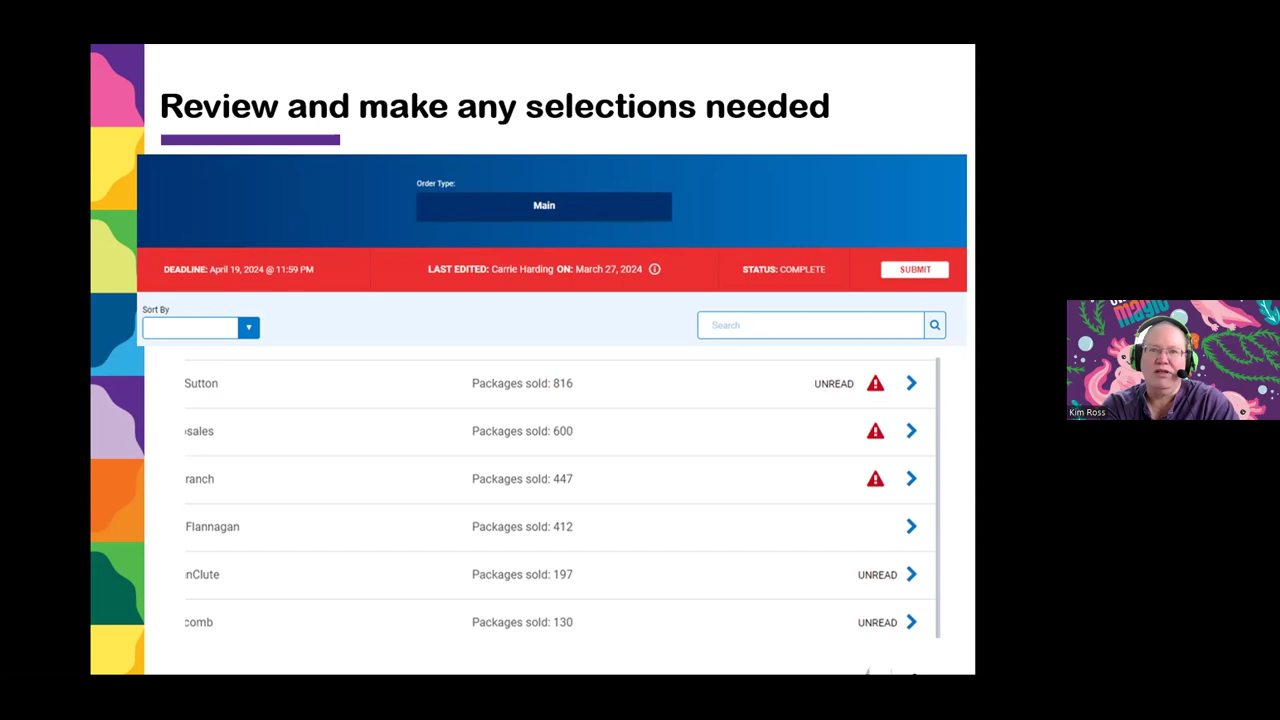 Review and make any selections needed
Order Type:
Main
DEADLINE: April 19, 2024 @ 11:59 PM LAST EDITED: Carrie Harding ON: March 27, 2024 STATUS: COMPLETE SUBMIT
Sort By
Search
Sutton Packages sold: 816 UNREAD
osales Packages sold: 600
ranch Packages sold: 447
Flannagan Packages sold: 412
nClute Packages sold: 197 UNREAD
comb Packages sold: 130 UNREAD
magic
Kim Ross